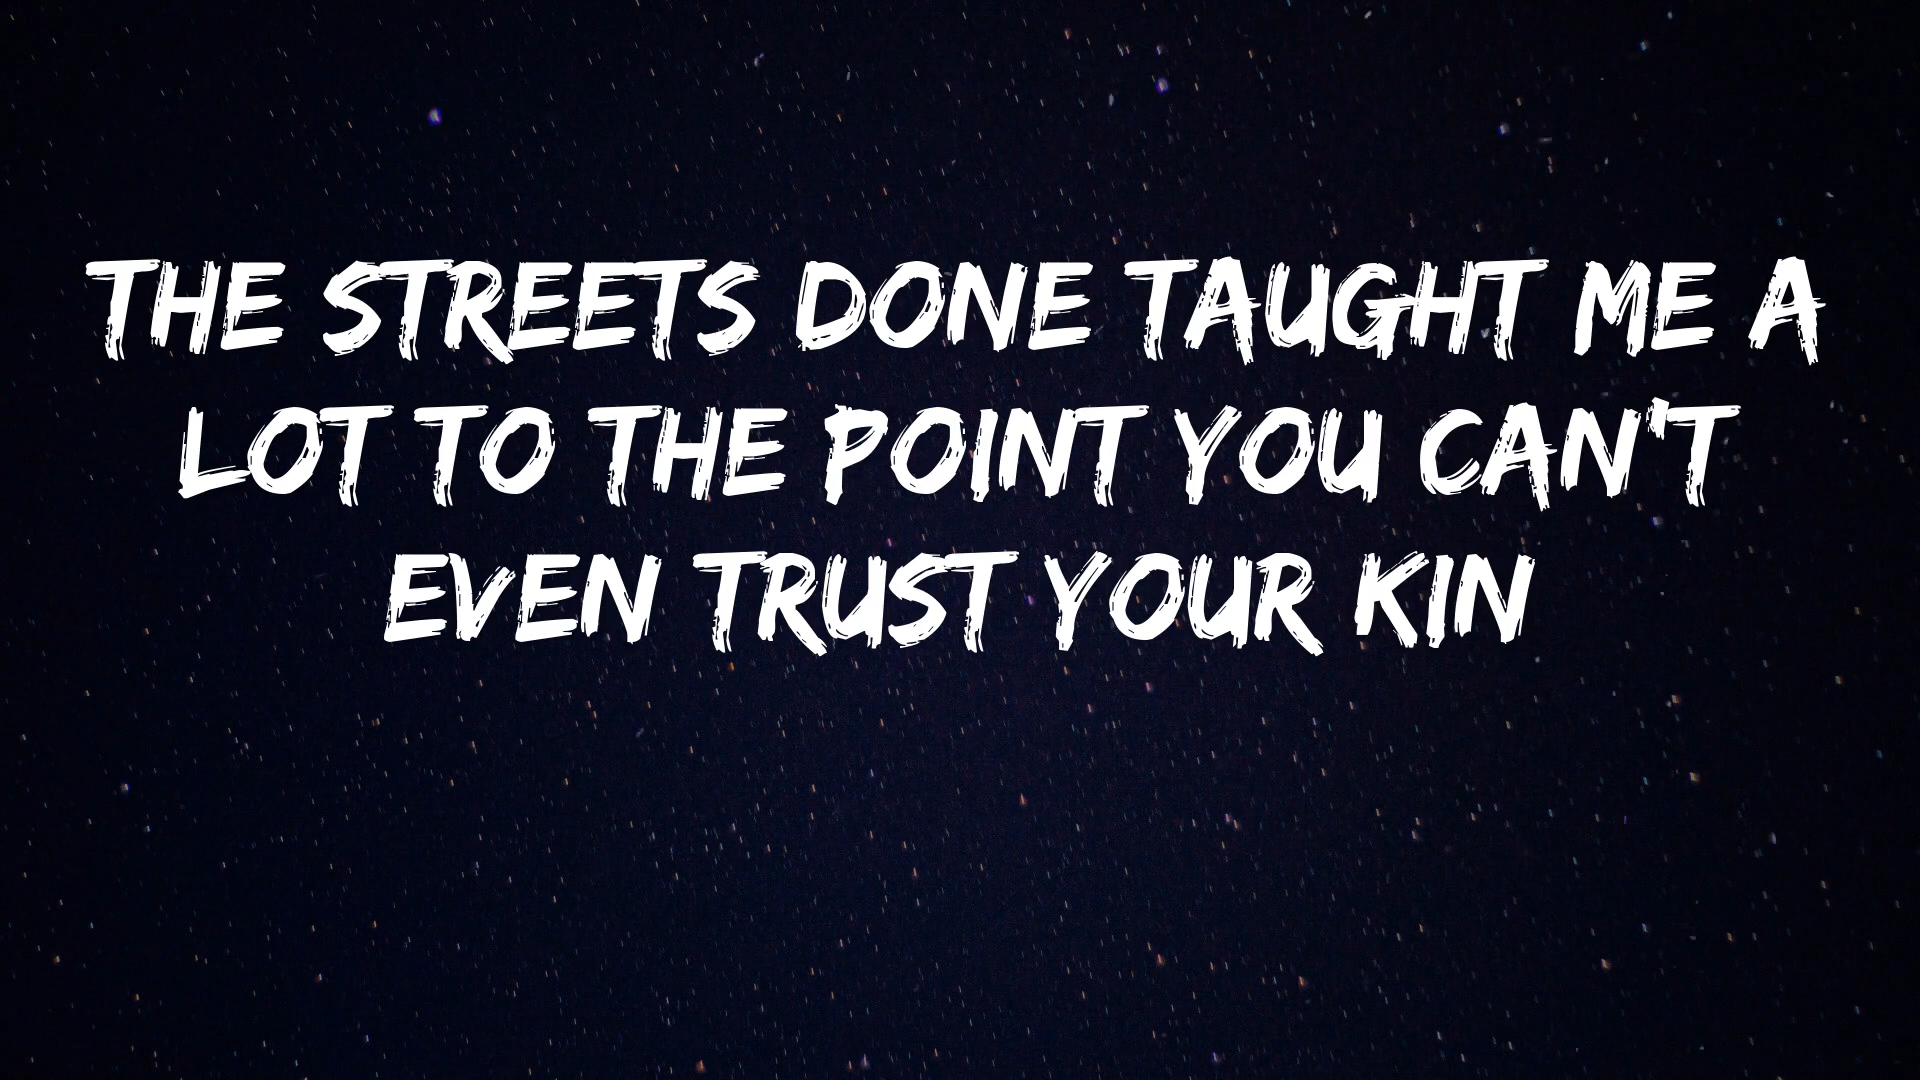 THE STREETS DONE TAUGHT ME A
LOT TO THE POINT YOU CAN'T
EVEN TRUST YOUR KIN